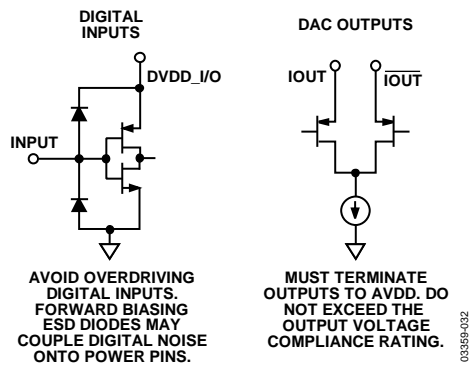 DIGITAL
INPUTS
DVDD_I/O
INPUT
AVOID OVERDRIVING
DIGITAL INPUTS.
FORWARD BIASING
ESD DIODES MAY
COUPLE DIGITAL NOISE
ONTO POWER PINS.
DAC OUTPUTS
IOUT
IOUT
MUST TERMINATE
OUTPUTS TO AVDD. DO
NOT EXCEED THE
OUTPUT VOLTAGE
COMPLIANCE RATING.
03359-032